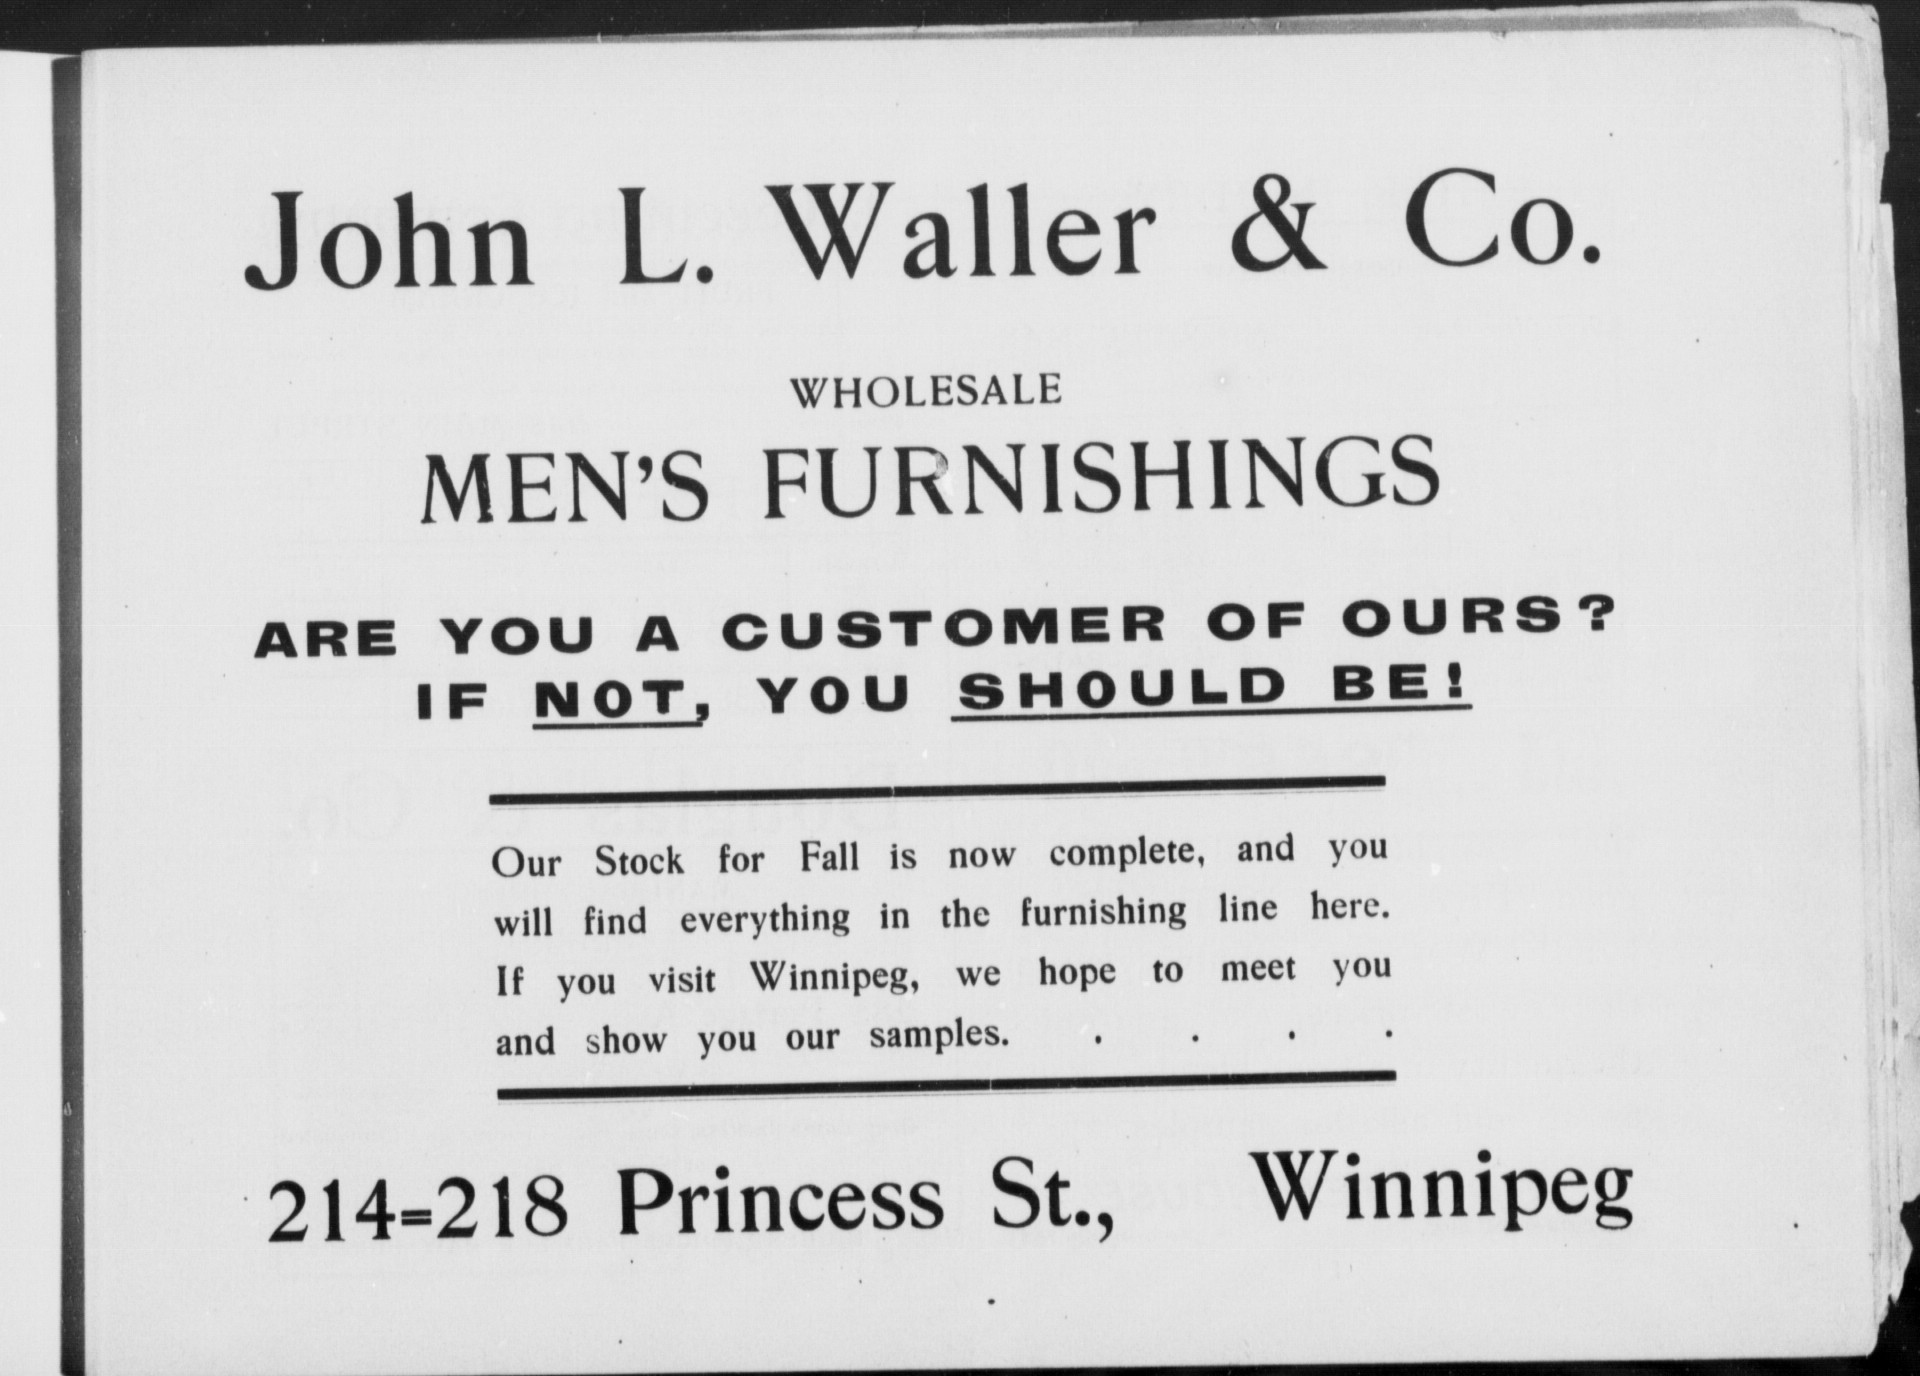 John L. Waller & Co.
WHOLESALE
MEN'S FURNISHINGS
ARE YOU A CUSTOMER OF OURS?
IF NOT, YOU SHOULD BE!
Our Stock for Fall is now complete, and you
will find everything in the furnishing line here.
If you visit Winnipeg, we hope to meet you
and show you our samples. . . . .
214=218 Princess St., Winnipeg